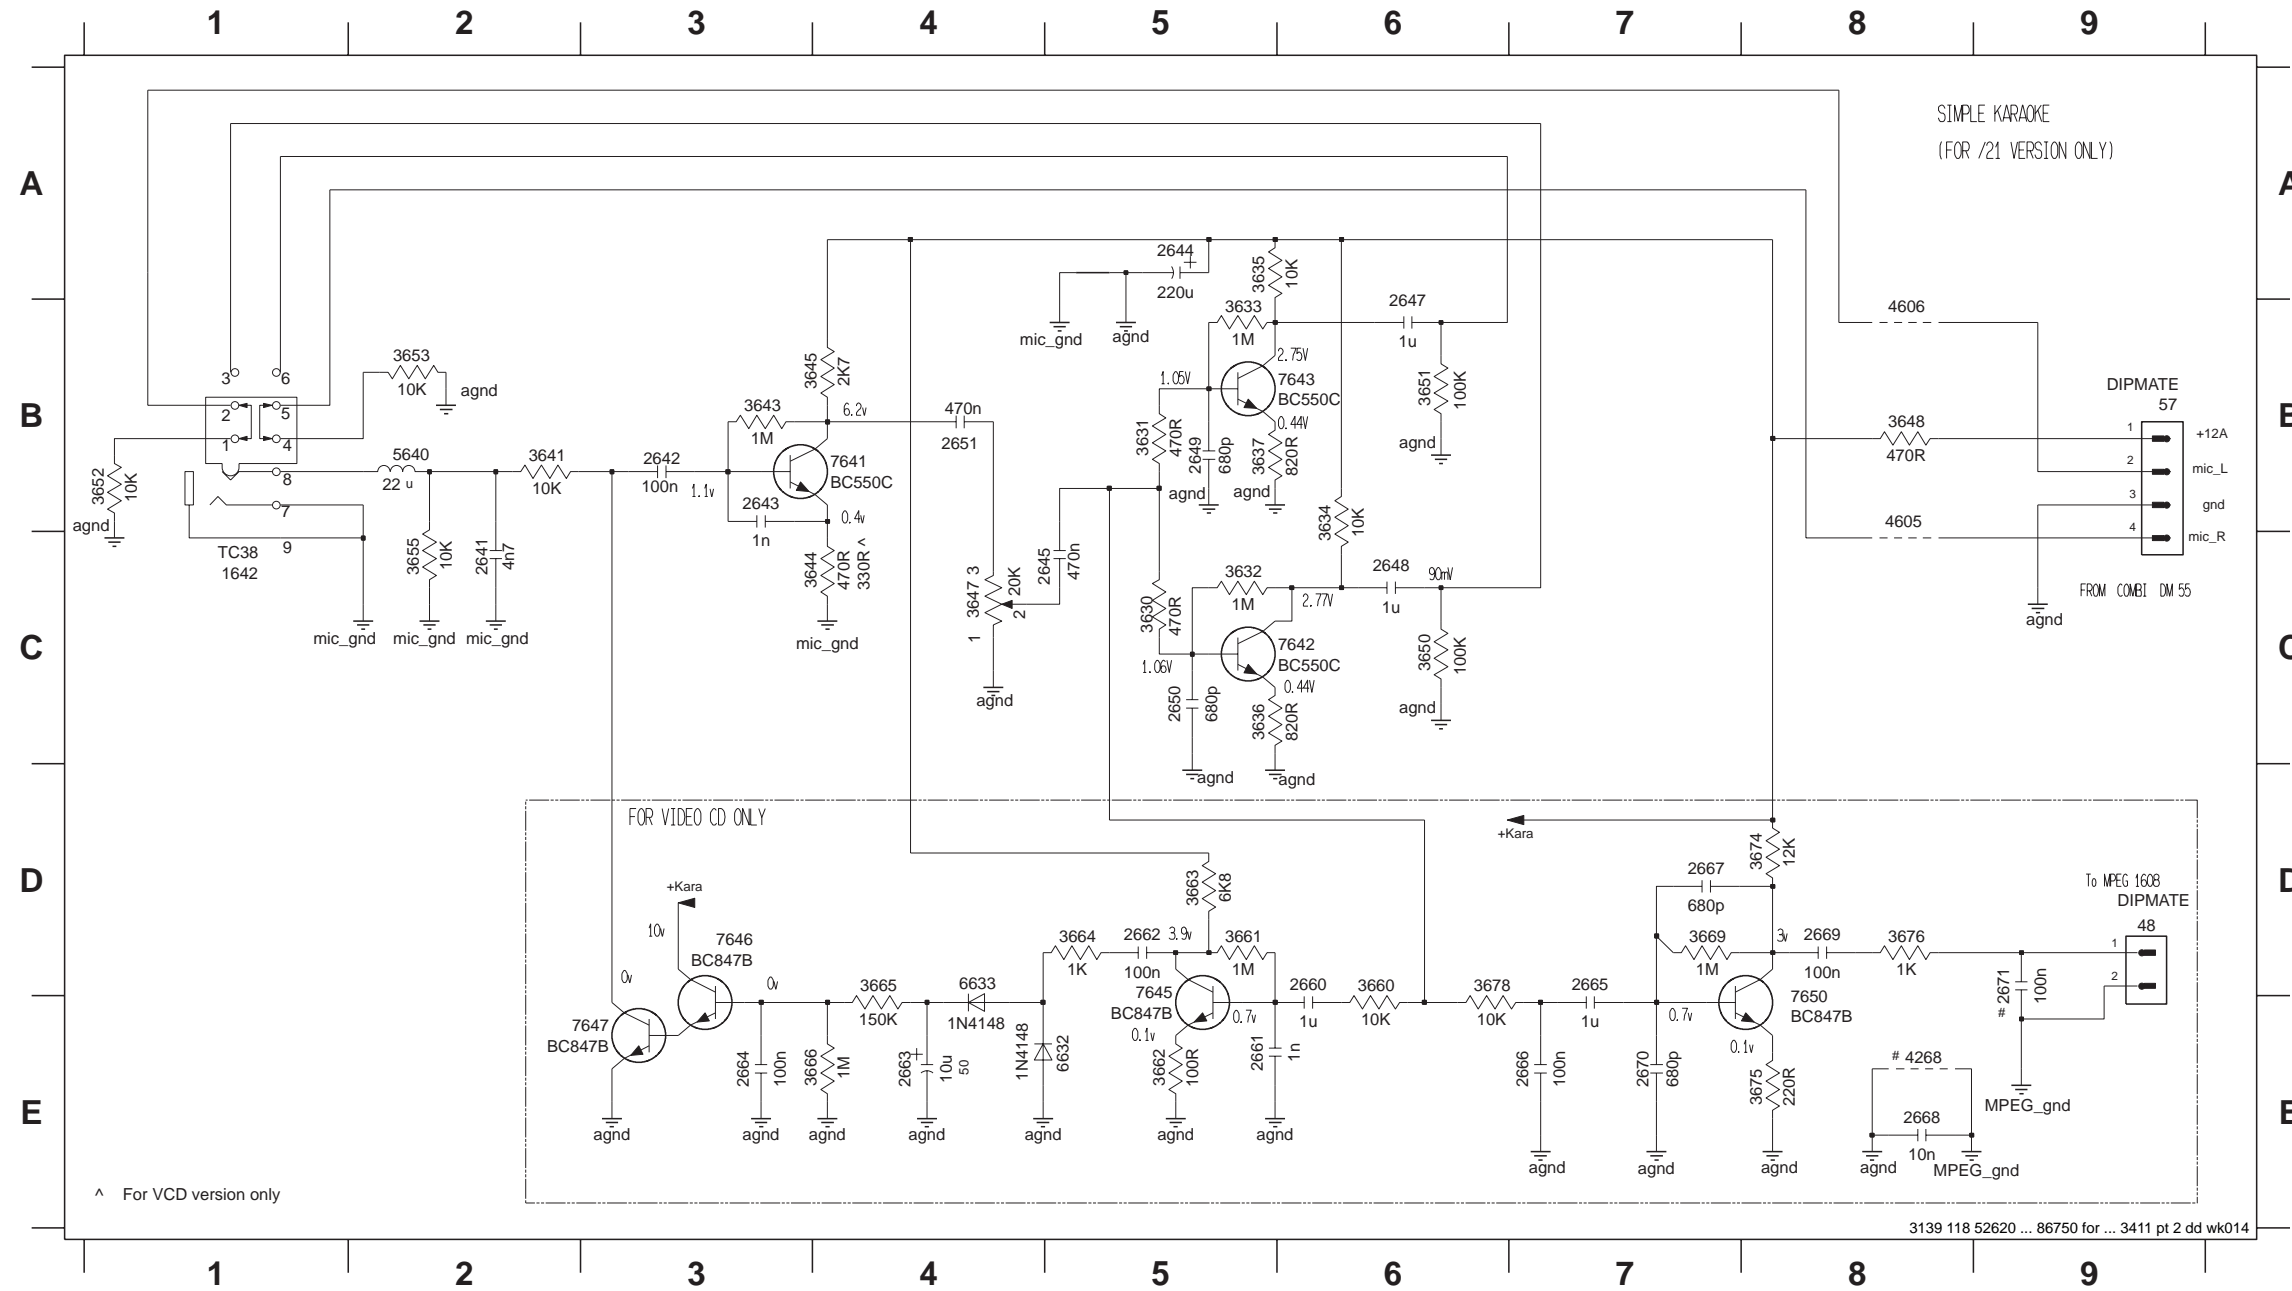 1 2 3 4 5 6 7 8 9
SIMPLE KARAOKE
(FOR /21 VERSION ONLY)
A A
2644
220u
3635
10K
mic_gnd
agnd
3633
1M
2647
1u
4606
3653
10K
agnd
3 6
2 5
1 4
8
7
9
3645
2K7
6.2v
3643
1M
470n
2651
2.75V
1.05V
7643
BC550C
0.44V
3651
100K
agnd
DIPMATE
57
B B
3631
470R
2649
680p
3637
820R
agnd
agnd
3648
470R
1
+12A
2
mic_L
3
gnd
4
mic_R
3652
10K
agnd
5640
22 u
3641
10K
2642
100n
1.1v
7641
BC550C
2643
1n
0.4v
3634
10K
4605
TC38
1642
3655
10K
2641
4n7
3644
470R
330R ^
3647
3
20K
2
1
2645
470n
3632
1M
2648
1u
90mV
2.77V
FROM COMBI DM 55
agnd
mic_gnd
mic_gnd
mic_gnd
mic_gnd
C C
3630
470R
7642
BC550C
1.06V
0.44V
3650
100K
agnd
agnd
2650
680p
3636
820R
agnd
agnd
FOR VIDEO CD ONLY
+Kara
3674
12K
D D
+Kara
3663
6K8
2667
680p
To MPEG 1608
DIPMATE
48
10v
7646
BC847B
3664
1K
2662
100n
3.9v
3661
1M
3669
1M
3v
2669
100n
3676
1K
1
2
0v
0v
3665
150K
6633
1N4148
7645
BC847B
0.1v
0.7v
2660
1u
3660
10K
3678
10K
2665
1u
0.7v
7650
BC847B
0.1v
# 2671
#
100n
7647
BC847B
2664
100n
3666
1M
2663
10u
50
1N4148
6632
3662
100R
2661
1n
2666
100n
2670
680p
3675
220R
# 4268
MPEG_gnd
E E
agnd
agnd
agnd
agnd
agnd
agnd
agnd
2668
10n
agnd
agnd
agnd
agnd
MPEG_gnd
^ For VCD version only
3139 118 52620 ... 86750 for ... 3411 pt 2 dd wk014
1 2 3 4 5 6 7 8 9